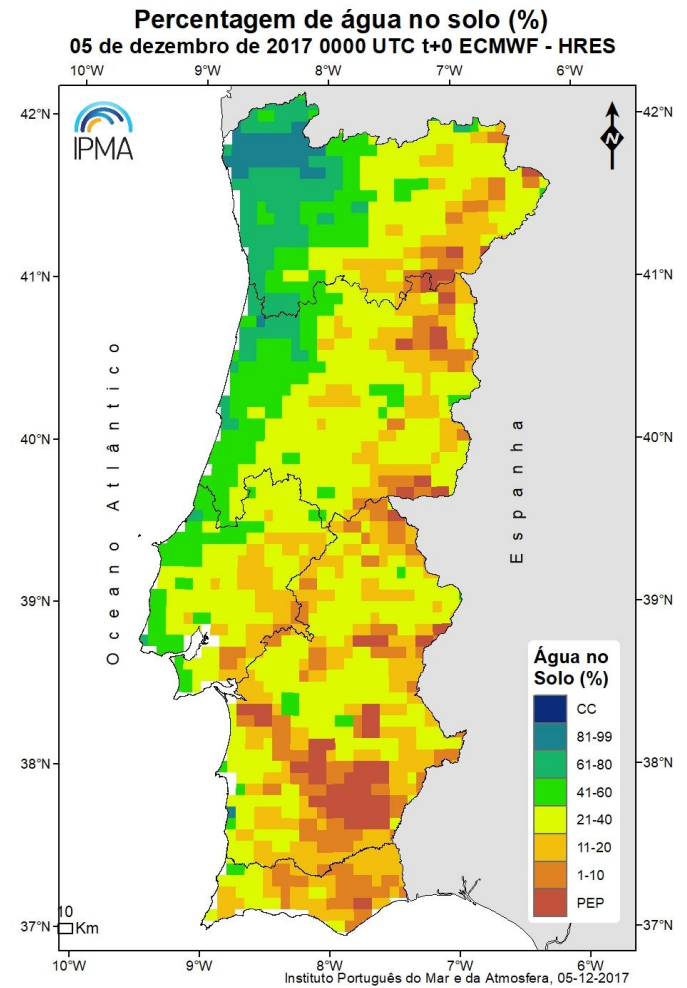 Percentagem de água no solo (%)
05 de dezembro de 2017 0000 UTC t+0 ECMWF - HRES
10°W 9°W 8°W 7°W 6°W
42°N 42°N
IPMA
N
41°N 41°N
Oceano Atlântico
40°N 40°N
Espanha
39°N 39°N
Água no
Solo (%)
CC
81-99
61-80
41-60
21-40
11-20
1-10
PEP
38°N 38°N
37°N 37°N
10
Km
10°W 9°W 8°W 7°W 6°W
Instituto Português do Mar e da Atmosfera, 05-12-2017